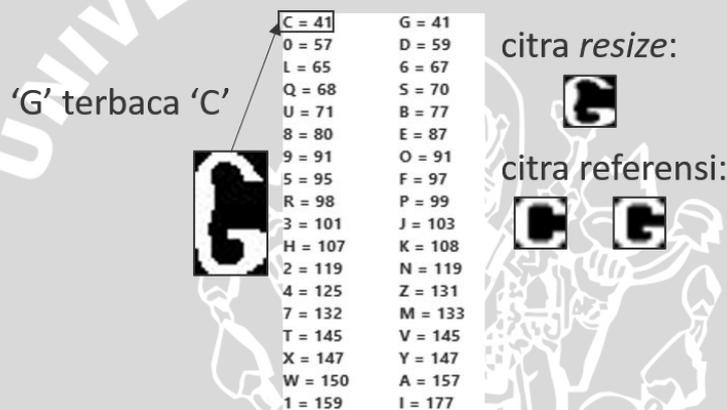 UNIVE
'G' terbaca 'C'
G
C = 41 G = 41
0 = 57 D = 59
L = 65 6 = 67
Q = 68 S = 70
U = 71 B = 77
8 = 80 E = 87
9 = 91 O = 91
5 = 95 F = 97
R = 98 P = 99
3 = 101 J = 103
H = 107 K = 108
2 = 119 N = 119
4 = 125 Z = 131
7 = 132 M = 133
T = 145 V = 145
X = 147 Y = 147
W = 150 A = 157
1 = 159 I = 177
citra resize:
G
citra referensi:
C G